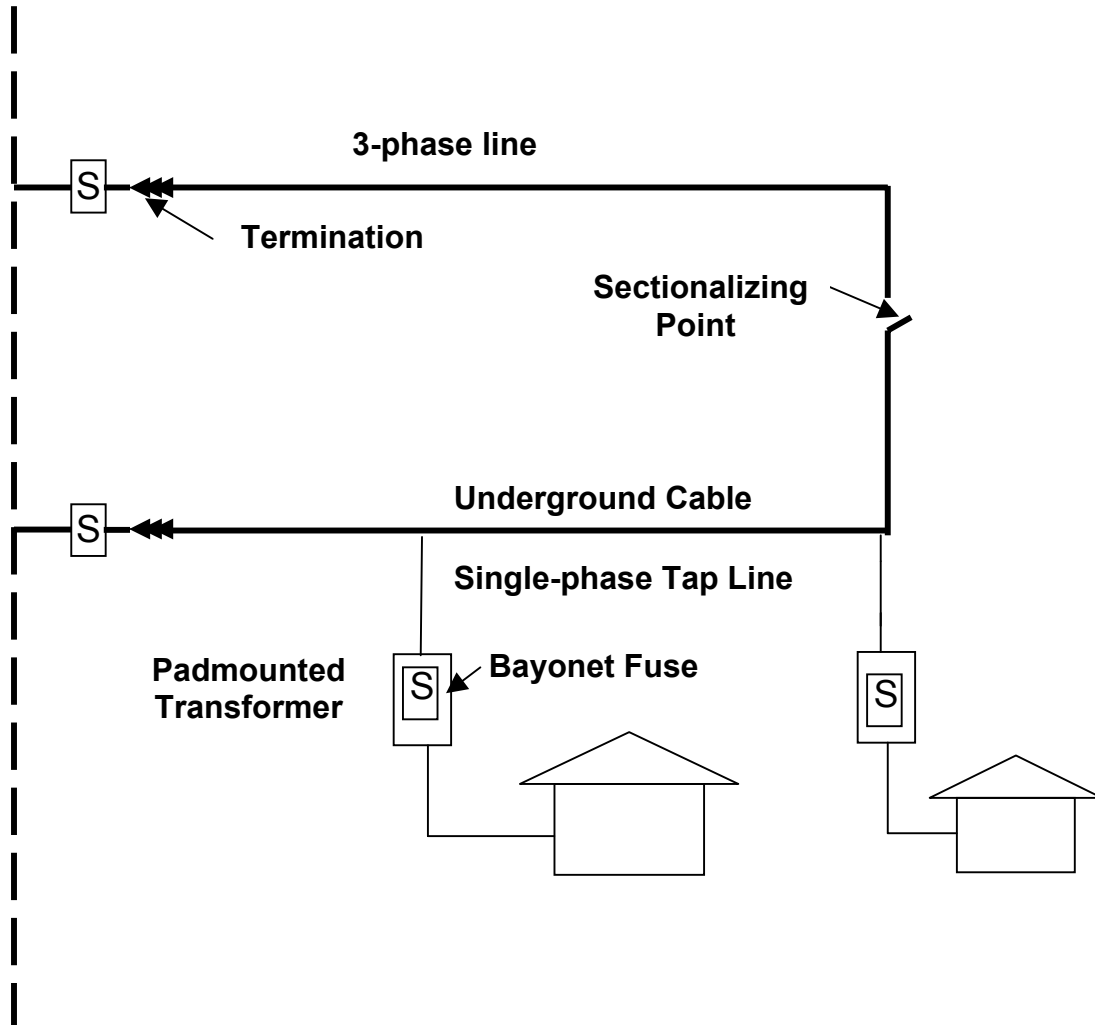 3-phase line
S
Termination
Sectionalizing
Point
Underground Cable
S
Single-phase Tap Line
Padmounted
Transformer
S
Bayonet Fuse
S